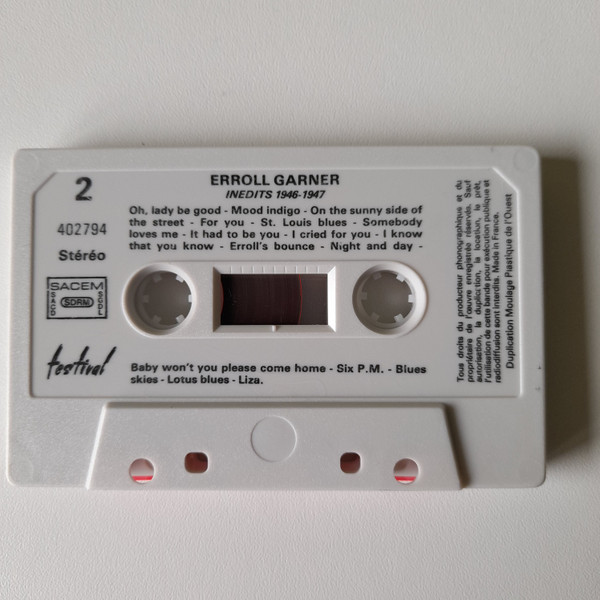 2
402794
Stéréo
SACEM
SACD
SDRM
SGDL
festival
ERROLL GARNER
INEDITS 1946-1947
Oh, lady be good - Mood indigo - On the sunny side of
the street - For you - St. Louis blues - Somebody
loves me - It had to be you - I cried for you - I know
that you know - Erroll's bounce - Night and day -
Baby won't you please come home - Six P.M. - Blues
skies - Lotus blues - Liza.
Tous droits du producteur phonographique et du
propriétaire de l'œuvre enregistrée réservés. Sauf
autorisation, la duplication, la location, le prêt,
l'utilisation de cette bande pour exécution publique et
radiodiffusion sont interdits. Made in France.
Duplication Moulage Plastique de l'Ouest